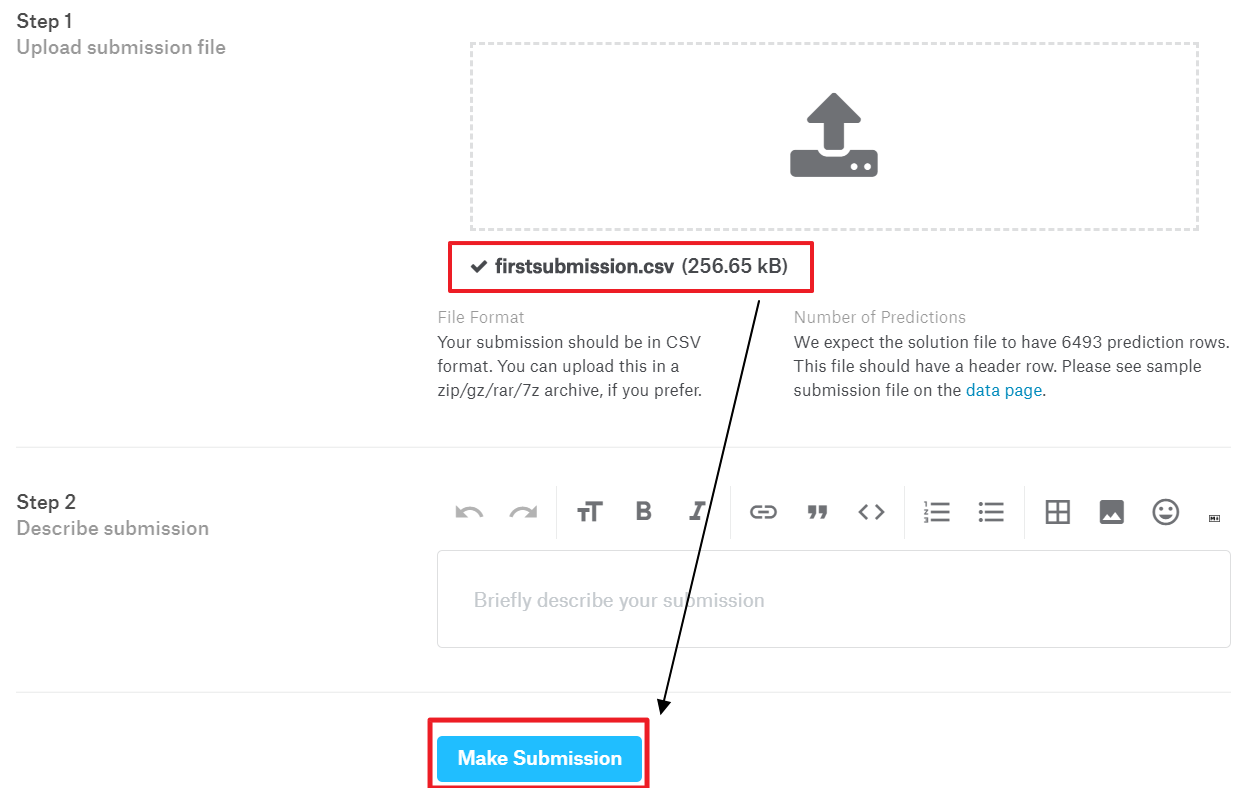 Step 1
Upload submission file
firstsubmission.csv (256.65 kB)
File Format
Your submission should be in CSV
format. You can upload this in a
zip/gz/rar/7z archive, if you prefer.
Number of Predictions
We expect the solution file to have 6493 prediction rows.
This file should have a header row. Please see sample
submission file on the data page.
Step 2
Describe submission
Briefly describe your submission
Make Submission